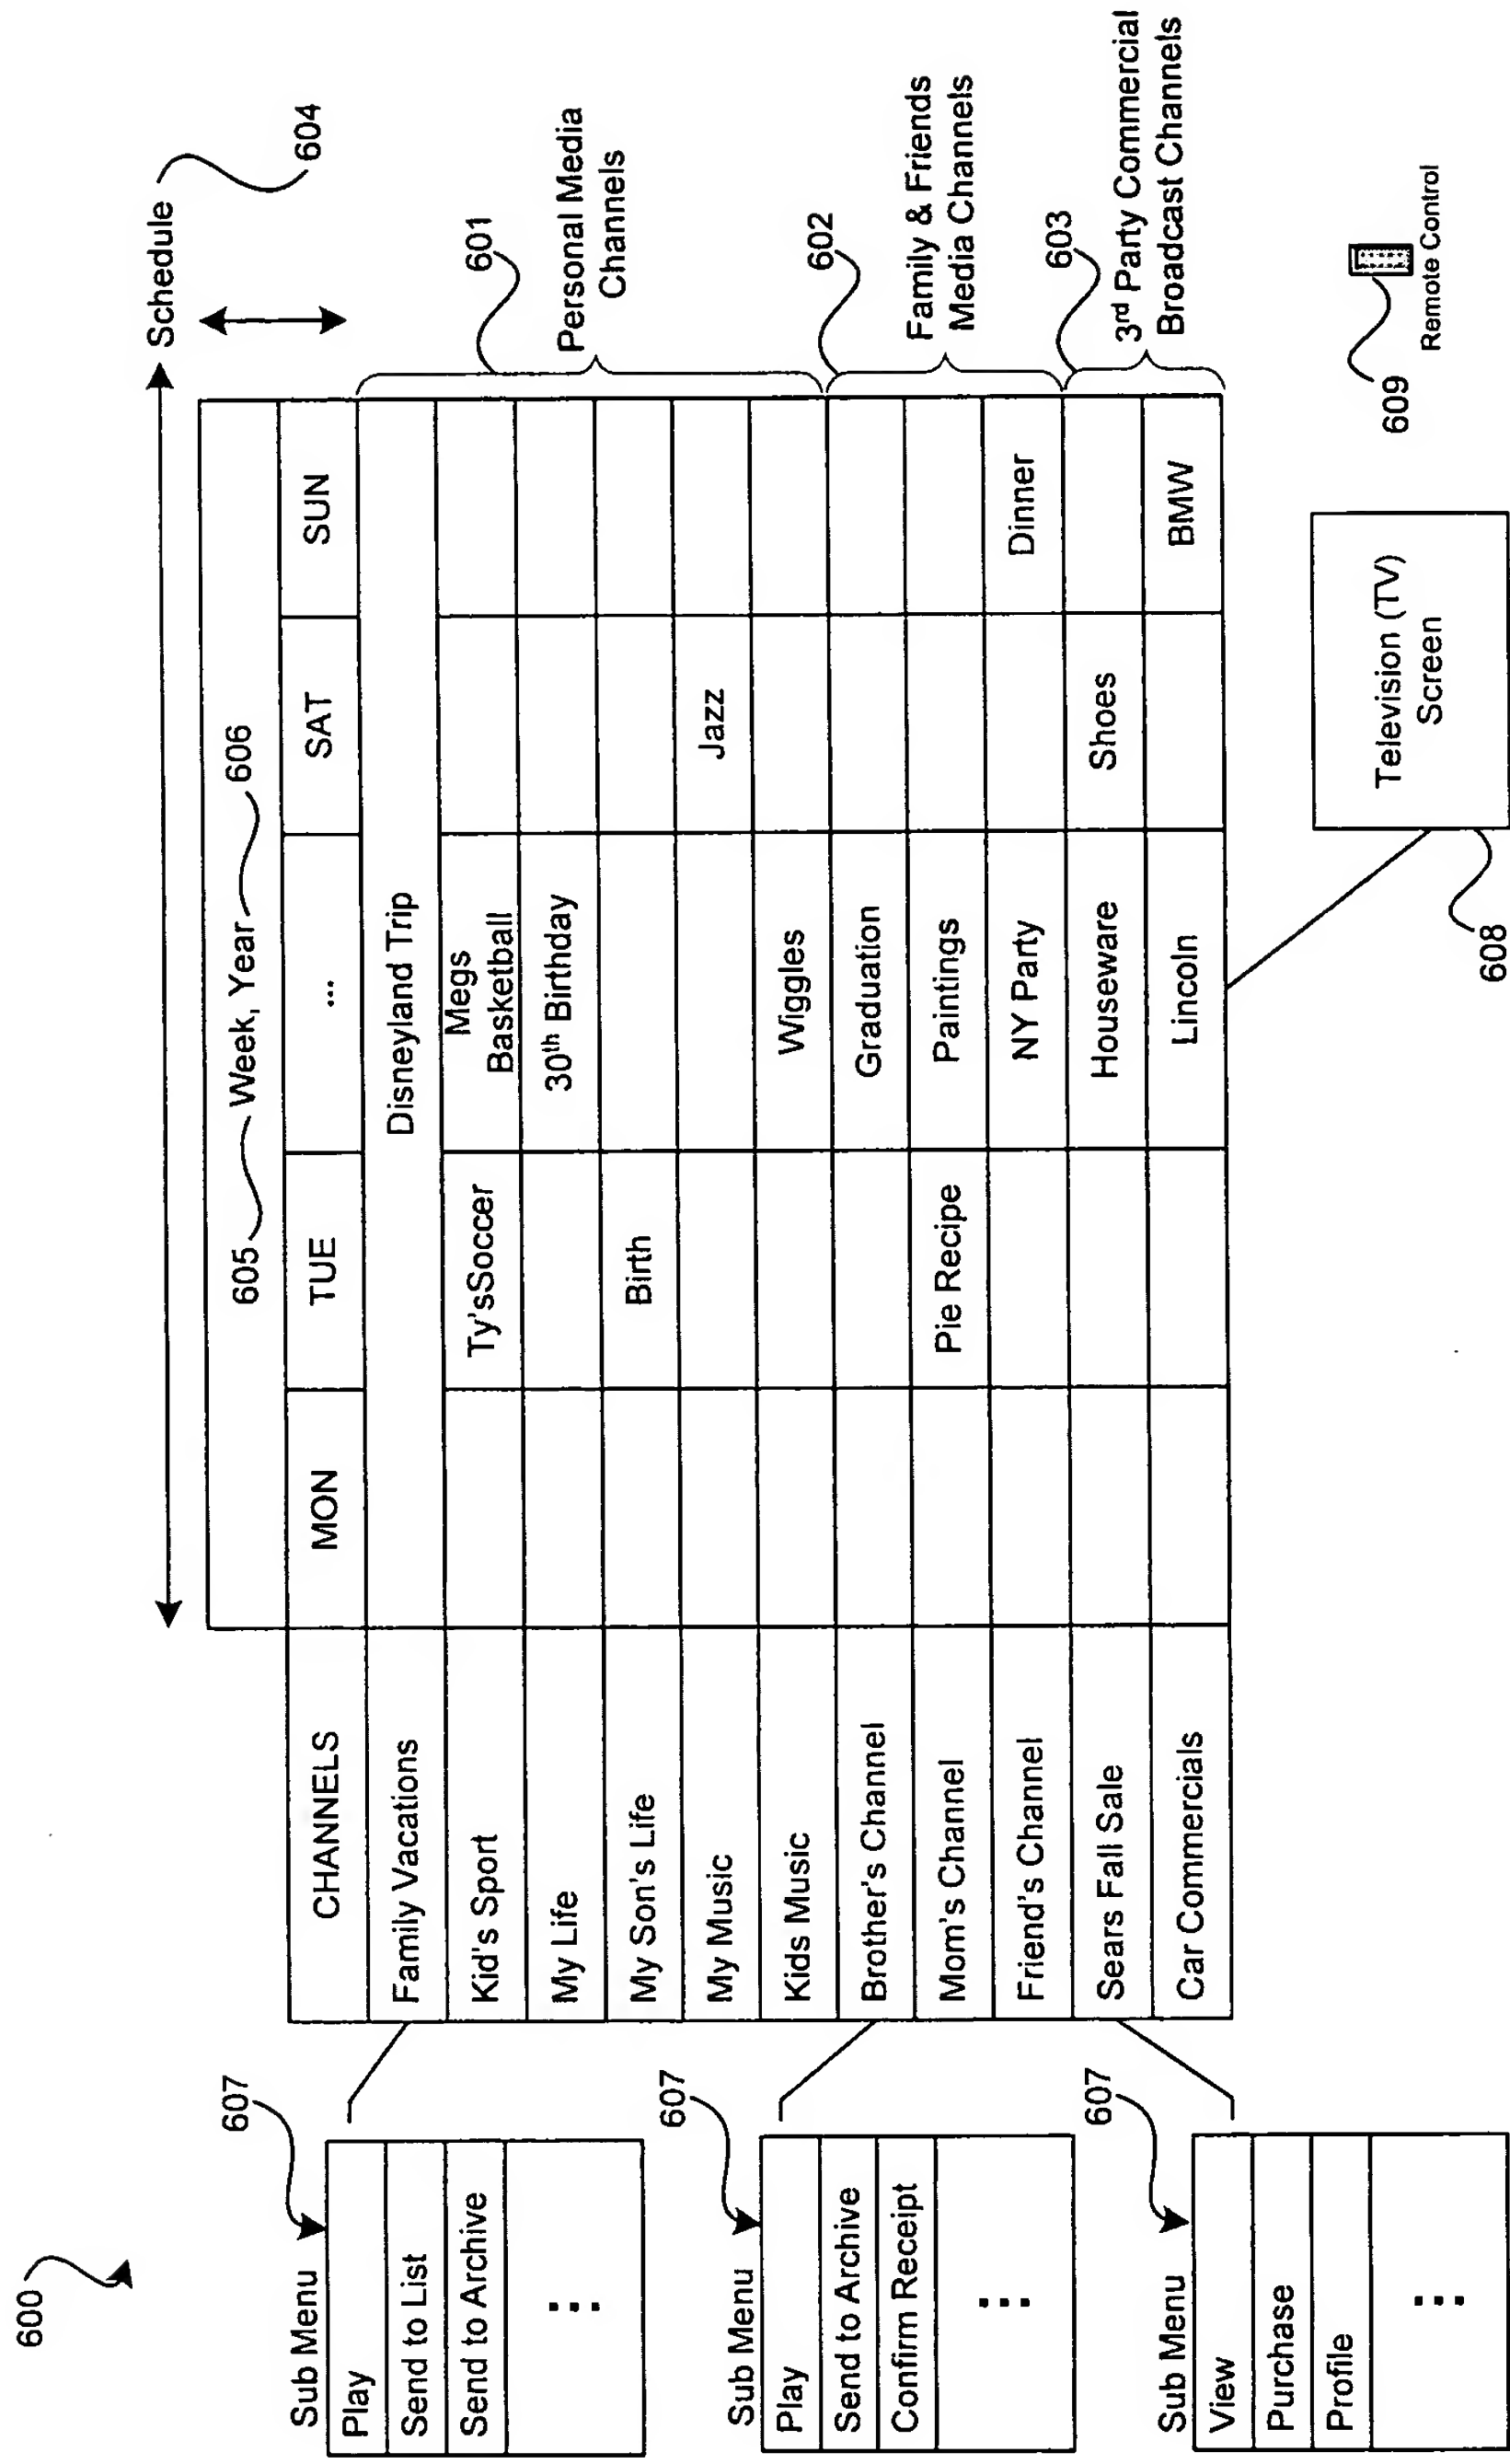 600
Schedule
604
605 Week, Year 606
CHANNELS MON TUE ... SAT SUN
Family Vacations Disneyland Trip
Kid's Sport Ty'sSoccer Megs
Basketball
My Life 30th Birthday
My Son's Life Birth
My Music Jazz
Kids Music Wiggles
Brother's Channel Graduation
Mom's Channel Pie Recipe Paintings
Friend's Channel NY Party Dinner
Sears Fall Sale Houseware Shoes
Car Commercials Lincoln BMW
601
Personal Media
Channels
602
Family & Friends
Media Channels
603
3rd Party Commercial
Broadcast Channels
607
Sub Menu
Play
Send to List
Send to Archive
⋮
607
Sub Menu
Play
Send to Archive
Confirm Receipt
⋮
607
Sub Menu
View
Purchase
Profile
⋮
Television (TV)
Screen
608
609
Remote Control